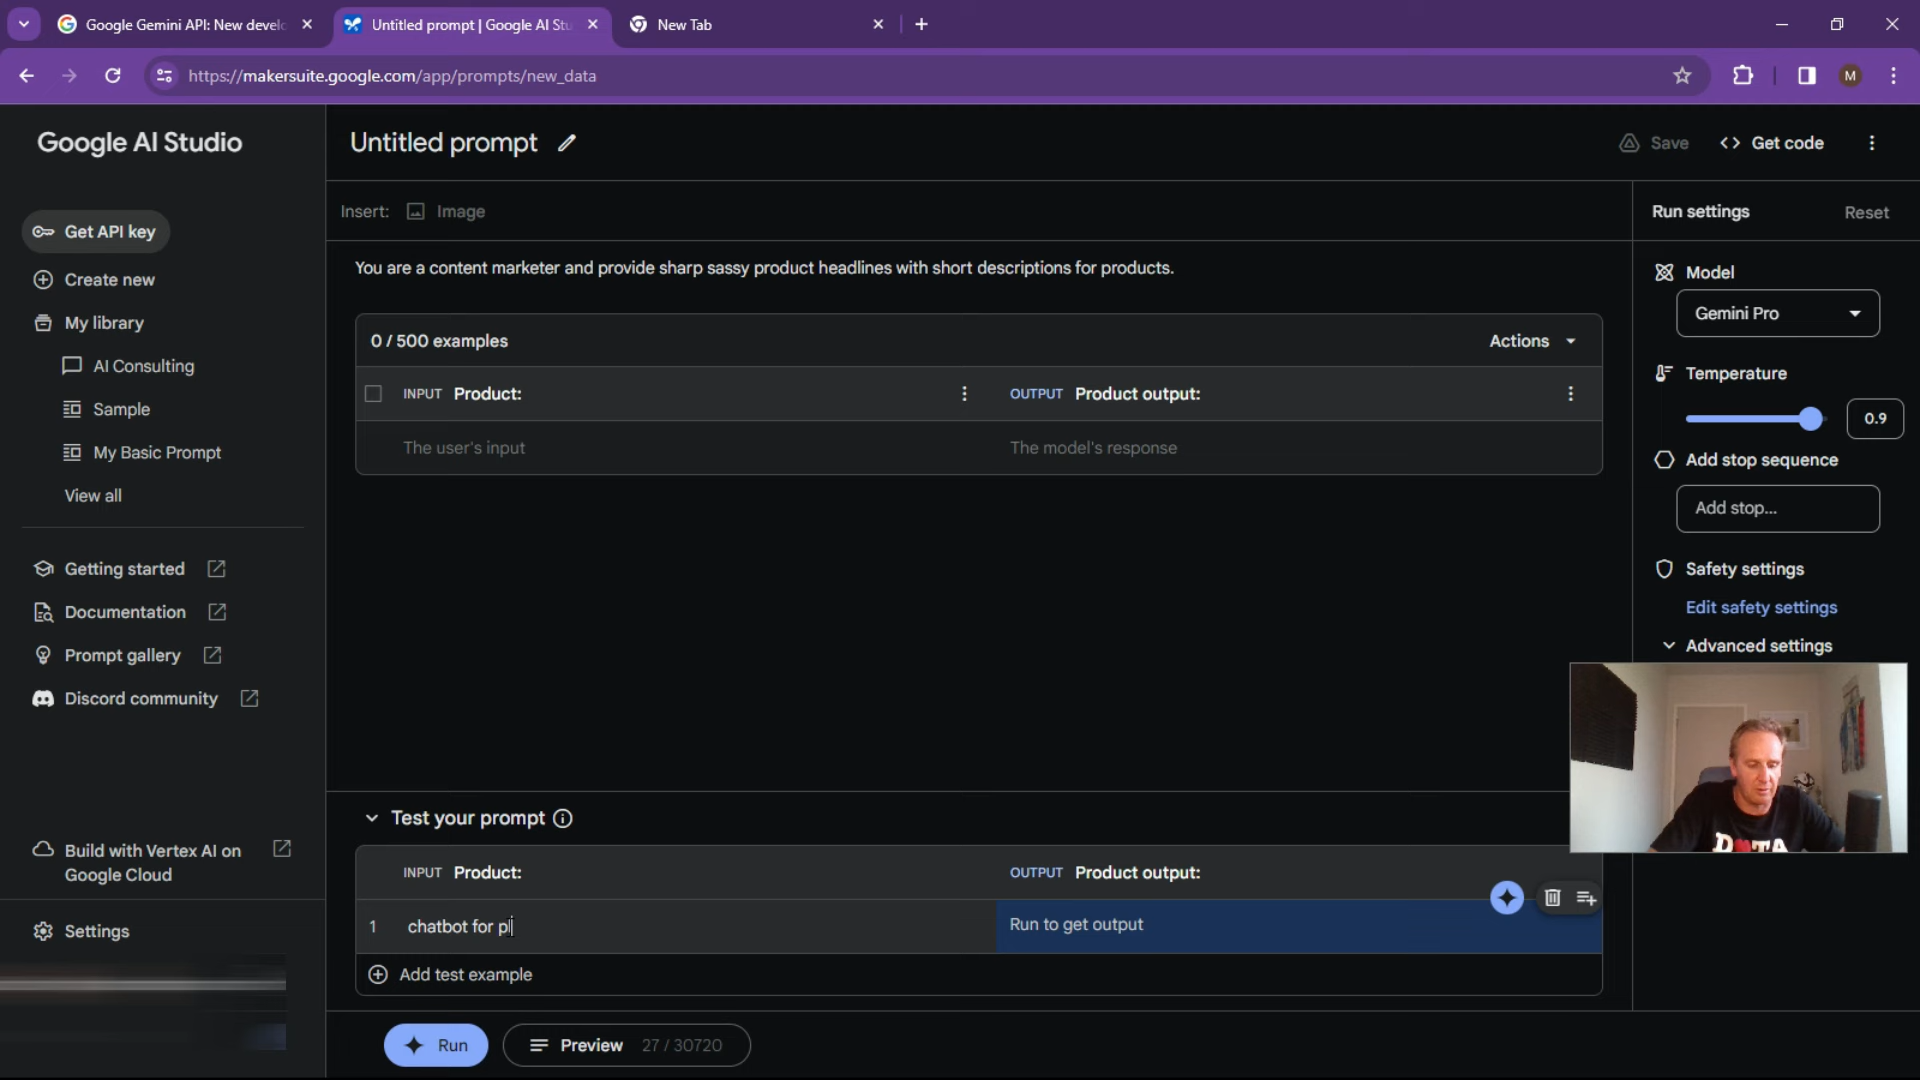 Google Gemini API: New develo
Untitled prompt | Google AI Stu
New Tab
https://makersuite.google.com/app/prompts/new_data
M
Google AI Studio
Untitled prompt
Save
<> Get code
Get API key
Create new
My library
AI Consulting
Sample
My Basic Prompt
View all
Getting started
Documentation
Prompt gallery
Discord community
Build with Vertex AI on
Google Cloud
Settings
Insert: Image
You are a content marketer and provide sharp sassy product headlines with short descriptions for products.
0 / 500 examples
Actions
INPUT Product:
OUTPUT Product output:
The user's input
The model's response
Test your prompt
INPUT Product:
OUTPUT Product output:
1 chatbot for pl
Run to get output
Add test example
Run
Preview 27 / 30720
Run settings
Reset
Model
Gemini Pro
Temperature
0.9
Add stop sequence
Add stop...
Safety settings
Edit safety settings
Advanced settings